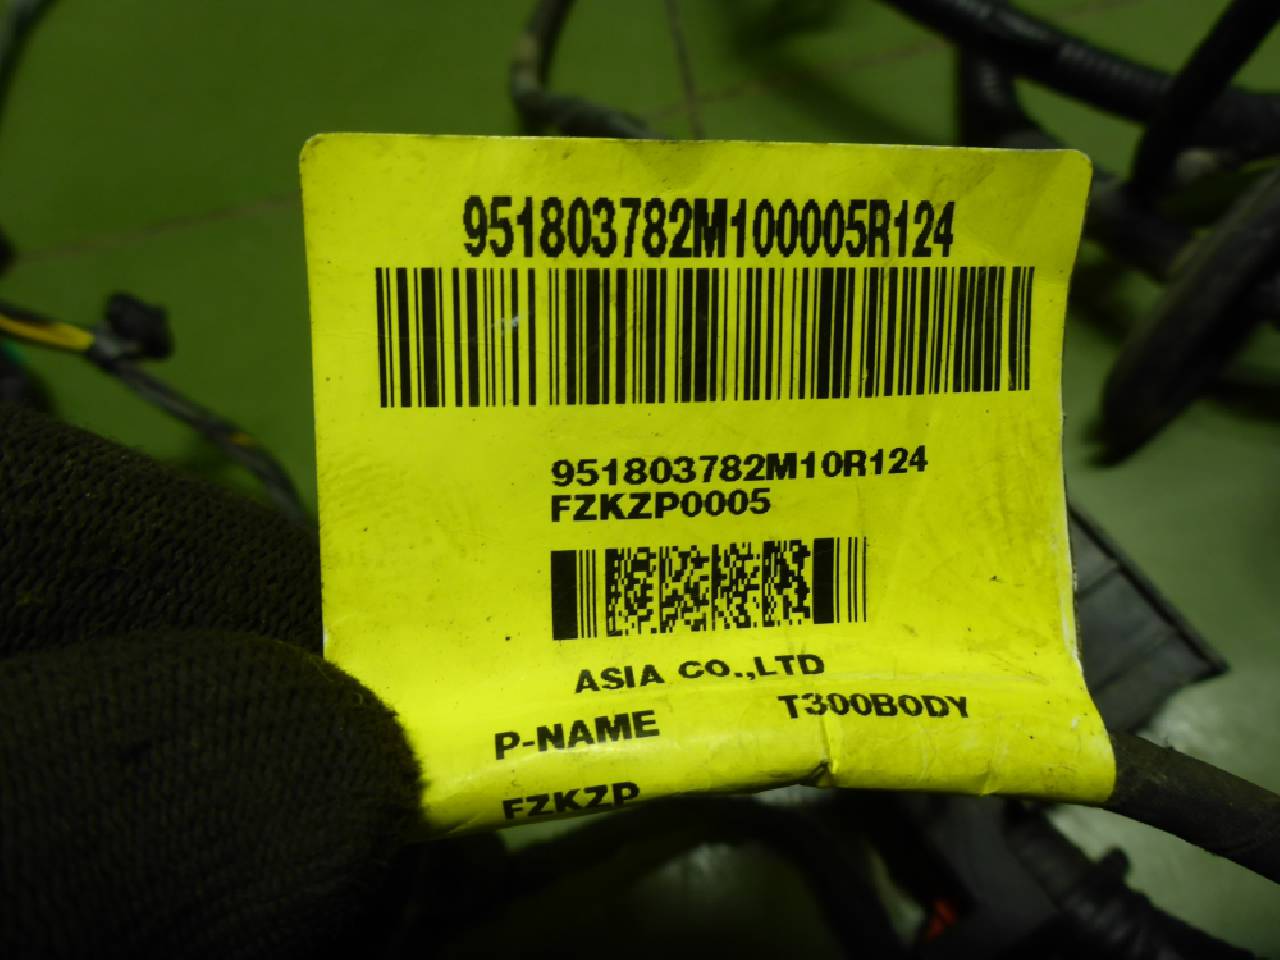 951803782M100005R124
951803782M10R124
FZKZP0005
ASIA CO.,LTD
P-NAME T300BODY
FZKZP